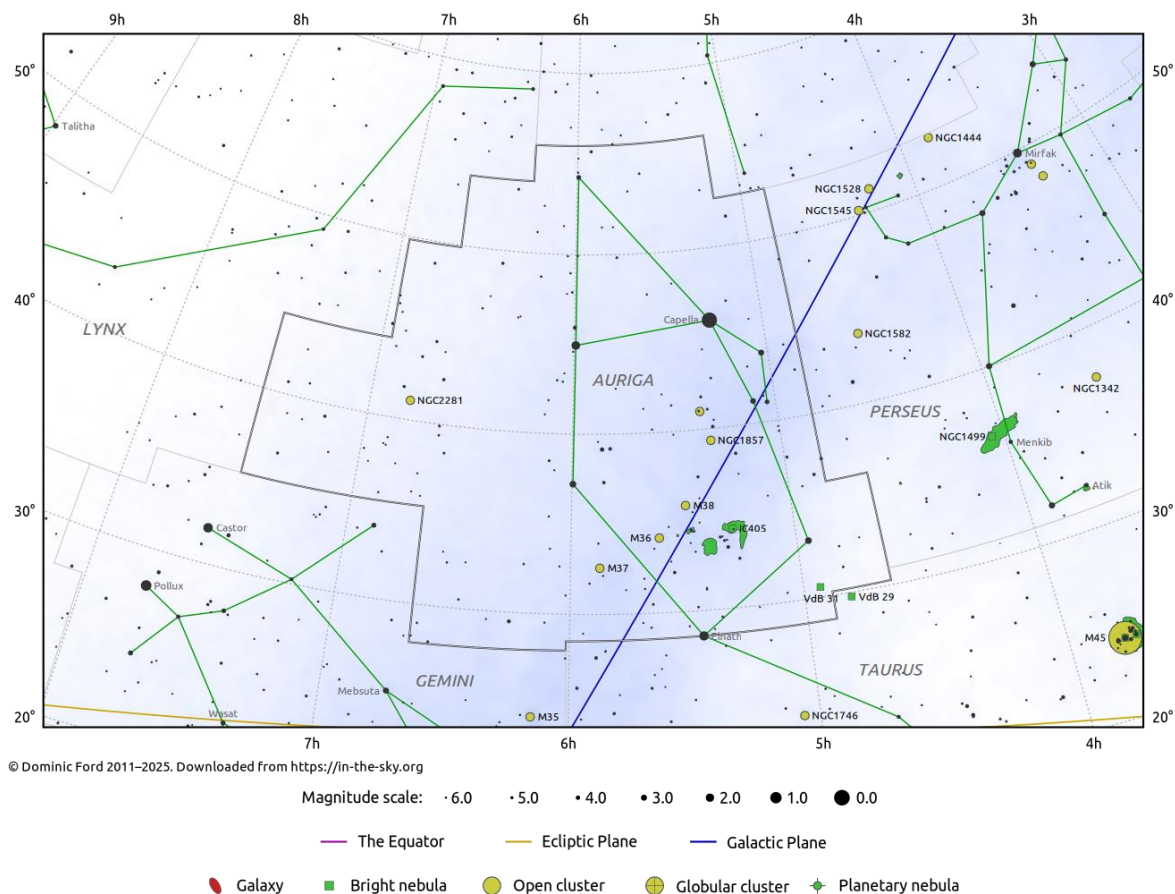 9h 8h 7h 6h 5h 4h 3h
50° 50°
Talitha
NGC1444
Mirfak
NGC1528
NGC1545
40° 40°
LYNX
Capella
NGC1582
AURIGA
NGC1342
NGC2281
PERSEUS
NGC1499
NGC1857
Menkib
Atik
30° 30°
M38
Castor
IC405
M36
M37
Pollux
VdB 31 VdB 29
Elnath
M45
TAURUS
GEMINI
Mebsuta
Wasat
M35
NGC1746
20° 20°
7h 6h 5h 4h
© Dominic Ford 2011–2025. Downloaded from https://in-the-sky.org
Magnitude scale: 6.0 5.0 4.0 3.0 2.0 1.0 0.0
The Equator Ecliptic Plane Galactic Plane
Galaxy Bright nebula Open cluster Globular cluster Planetary nebula